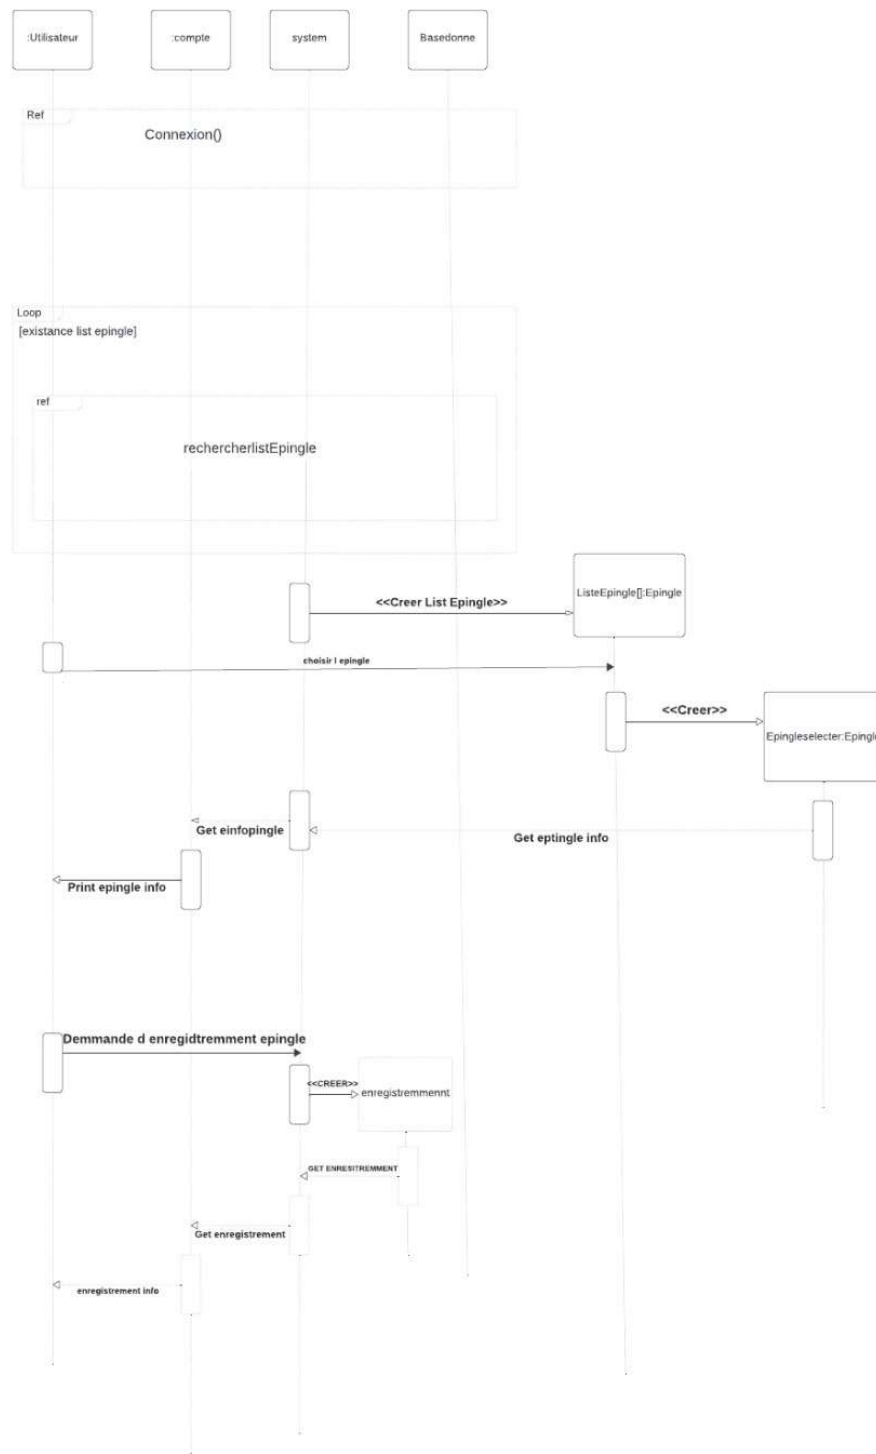 :Utilisateur
:compte
system
Basedonne
Ref
Connexion()
Loop
[existance list epingle]
ref
rechercherlistEpingle
<<Creer List Epingle>>
ListeEpingle[]:Epingle
choisir l epingle
<<Creer>>
Epingleselecter:Epingle
Get einfopingle
Get eptingle info
Print epingle info
Demmande d enregidtremment epingle
<<CREER>>
enregistremmennt
GET ENRESITREMMENT
Get enregistrement
enregistrement info